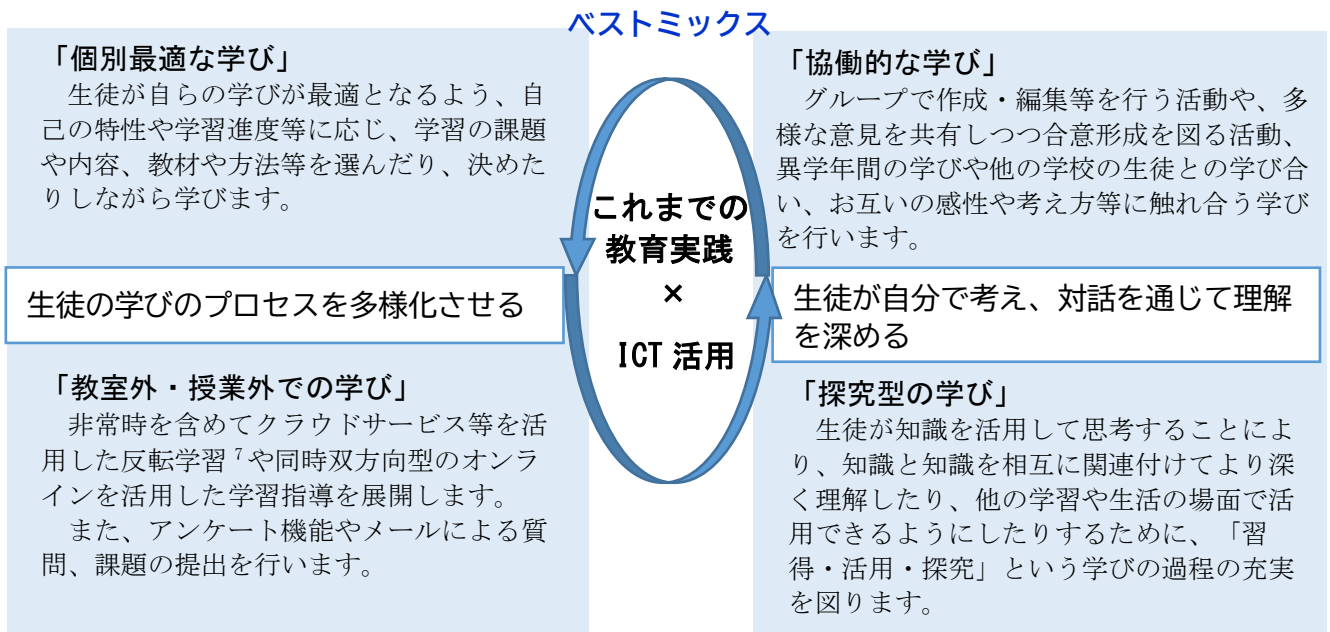 ベストミックス
「個別最適な学び」
生徒が自らの学びが最適となるよう、自
己の特性や学習進度等に応じ、学習の課題
や内容、教材や方法等を選んだり、決めた
りしながら学びます。
生徒の学びのプロセスを多様化させる
「教室外・授業外での学び」
非常時を含めてクラウドサービス等を活
用した反転学習7や同時双方向型のオンラ
インを活用した学習指導を展開します。
また、アンケート機能やメールによる質
問、課題の提出を行います。
これまでの
教育実践
×
ICT 活用
「協働的な学び」
グループで作成・編集等を行う活動や、多
様な意見を共有しつつ合意形成を図る活動、
異学年間の学びや他の学校の生徒との学び合
い、お互いの感性や考え方等に触れ合う学び
を行います。
生徒が自分で考え、対話を通じて理解
を深める
「探究型の学び」
生徒が知識を活用して思考することによ
り、知識と知識を相互に関連付けてより深
く理解したり、他の学習や生活の場面で活
用できるようにしたりするために、「習
得・活用・探究」という学びの過程の充実
を図ります。